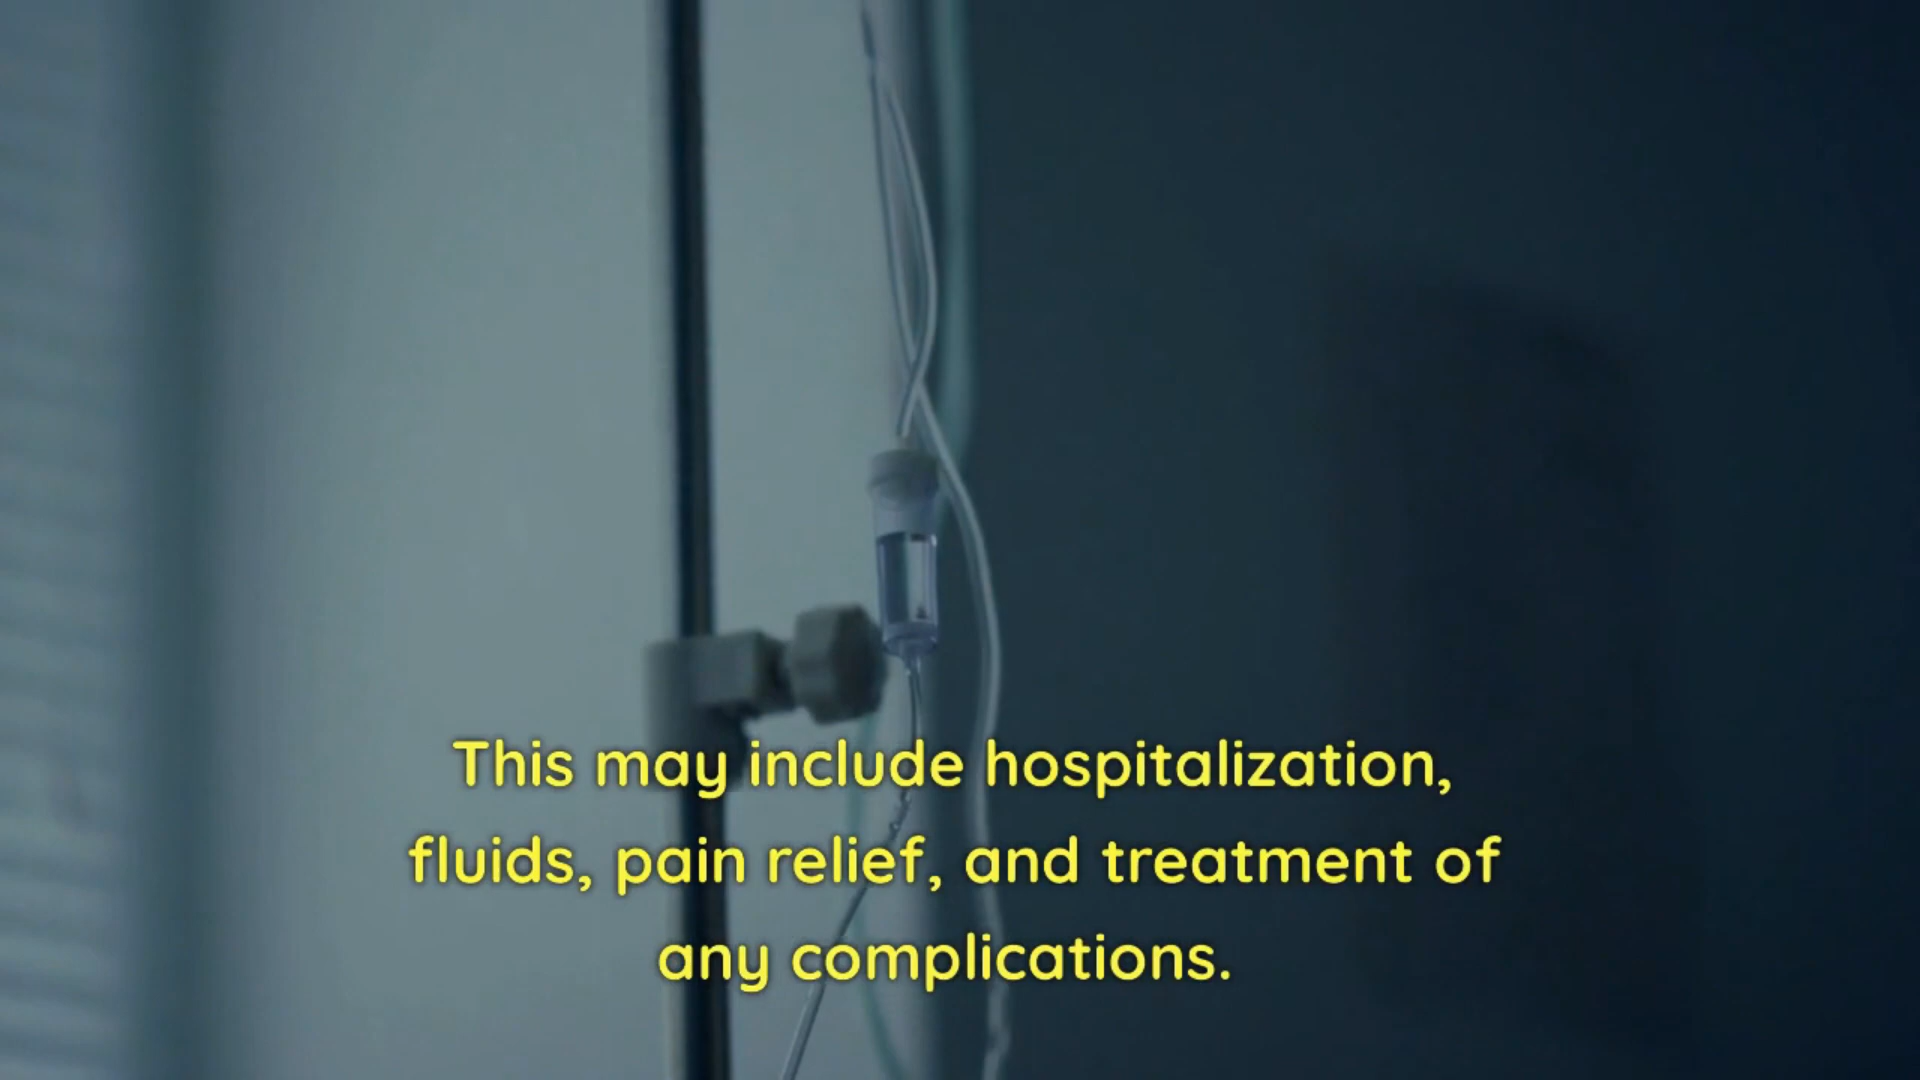 This may include hospitalization,
fluids, pain relief, and treatment of
any complications.